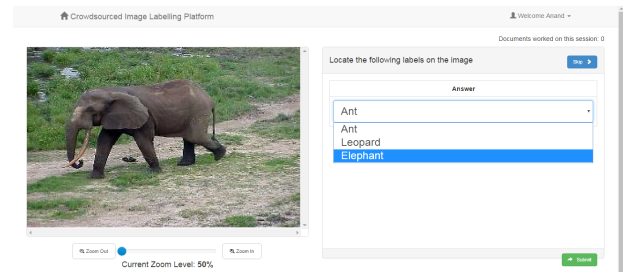 Crowdsourced Image Labelling Platform
Welcome Anand
Documents worked on this session: 0
Locate the following labels on the image
Skip
Answer
Ant
Ant
Leopard
Elephant
Zoom Out
Zoom In
Current Zoom Level: 50%
Submit